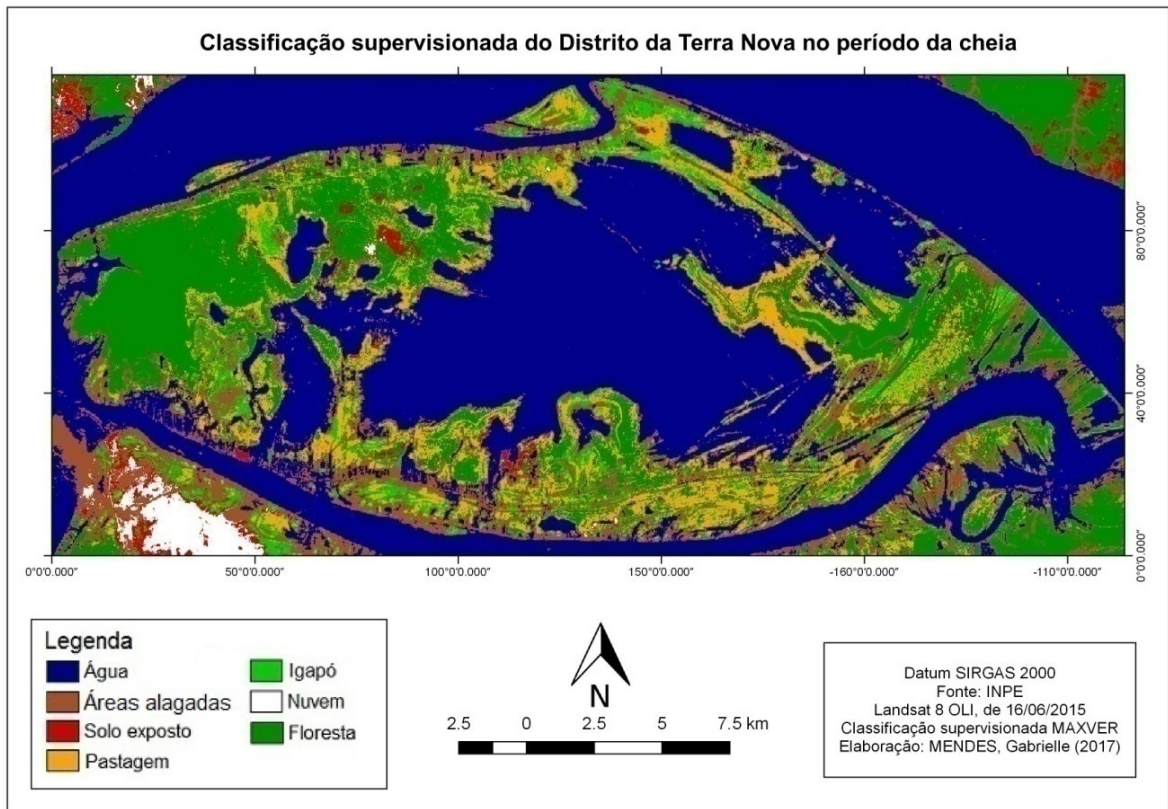 Classificação supervisionada do Distrito da Terra Nova no período da cheia
80°0'0.000"
40°0'0.000"
0°0'0.000"
0°0'0.000" 50°0'0.000" 100°0'0.000" 150°0'0.000" -160°0'0.000" -110°0'0.000"
Legenda
Água
Áreas alagadas
Solo exposto
Pastagem
Igapó
Nuvem
Floresta
N
2.5 0 2.5 5 7.5 km
Datum SIRGAS 2000
Fonte: INPE
Landsat 8 OLI, de 16/06/2015
Classificação supervisionada MAXVER
Elaboração: MENDES, Gabrielle (2017)